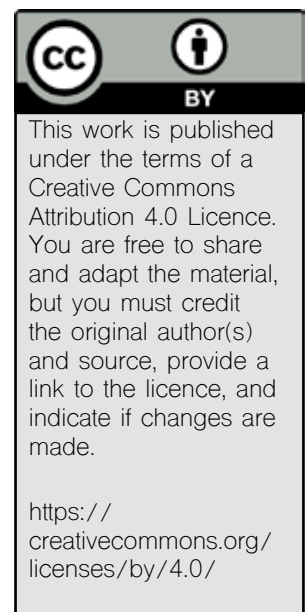 cc
BY
This work is published
under the terms of a
Creative Commons
Attribution 4.0 Licence.
You are free to share
and adapt the material,
but you must credit
the original author(s)
and source, provide a
link to the licence, and
indicate if changes are
made.
https://
creativecommons.org/
licenses/by/4.0/